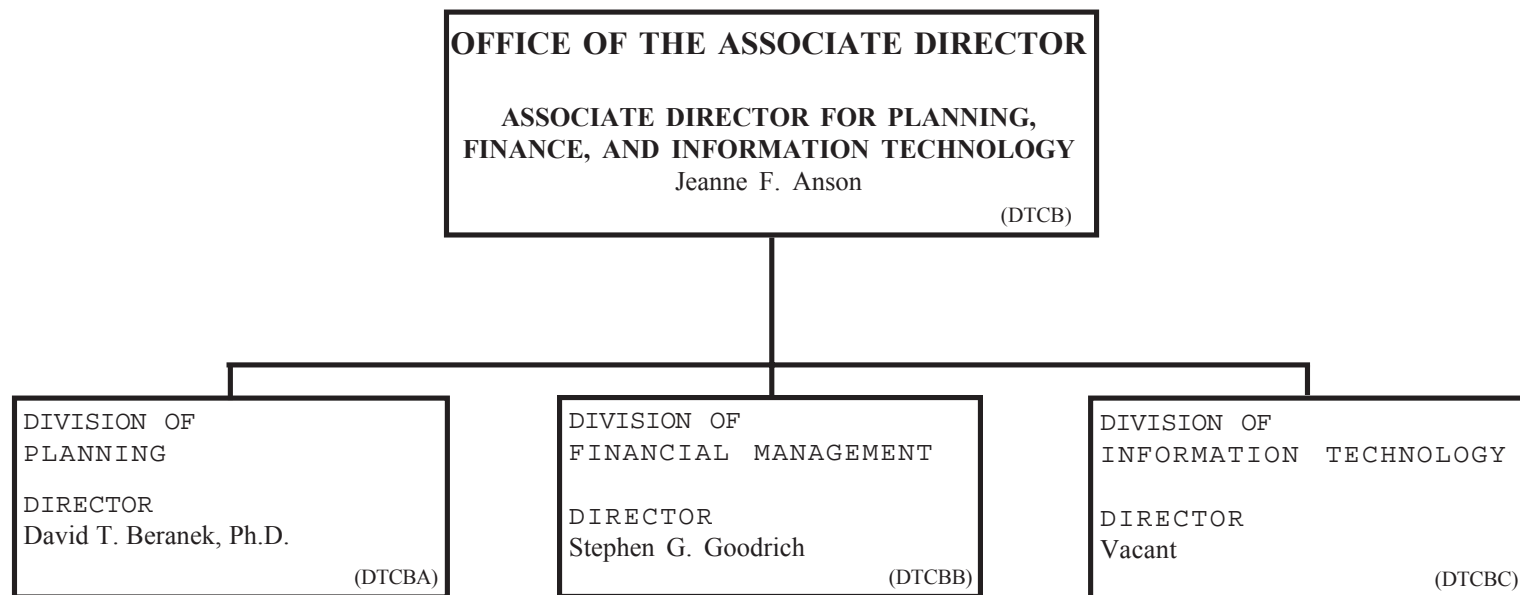 OFFICE OF THE ASSOCIATE DIRECTOR
ASSOCIATE DIRECTOR FOR PLANNING,
FINANCE, AND INFORMATION TECHNOLOGY
Jeanne F. Anson
(DTCB)
DIVISION OF
PLANNING
DIRECTOR
David T. Beranek, Ph.D.
(DTCBA)
DIVISION OF
FINANCIAL MANAGEMENT
DIRECTOR
Stephen G. Goodrich
(DTCBB)
DIVISION OF
INFORMATION TECHNOLOGY
DIRECTOR
Vacant
(DTCBC)